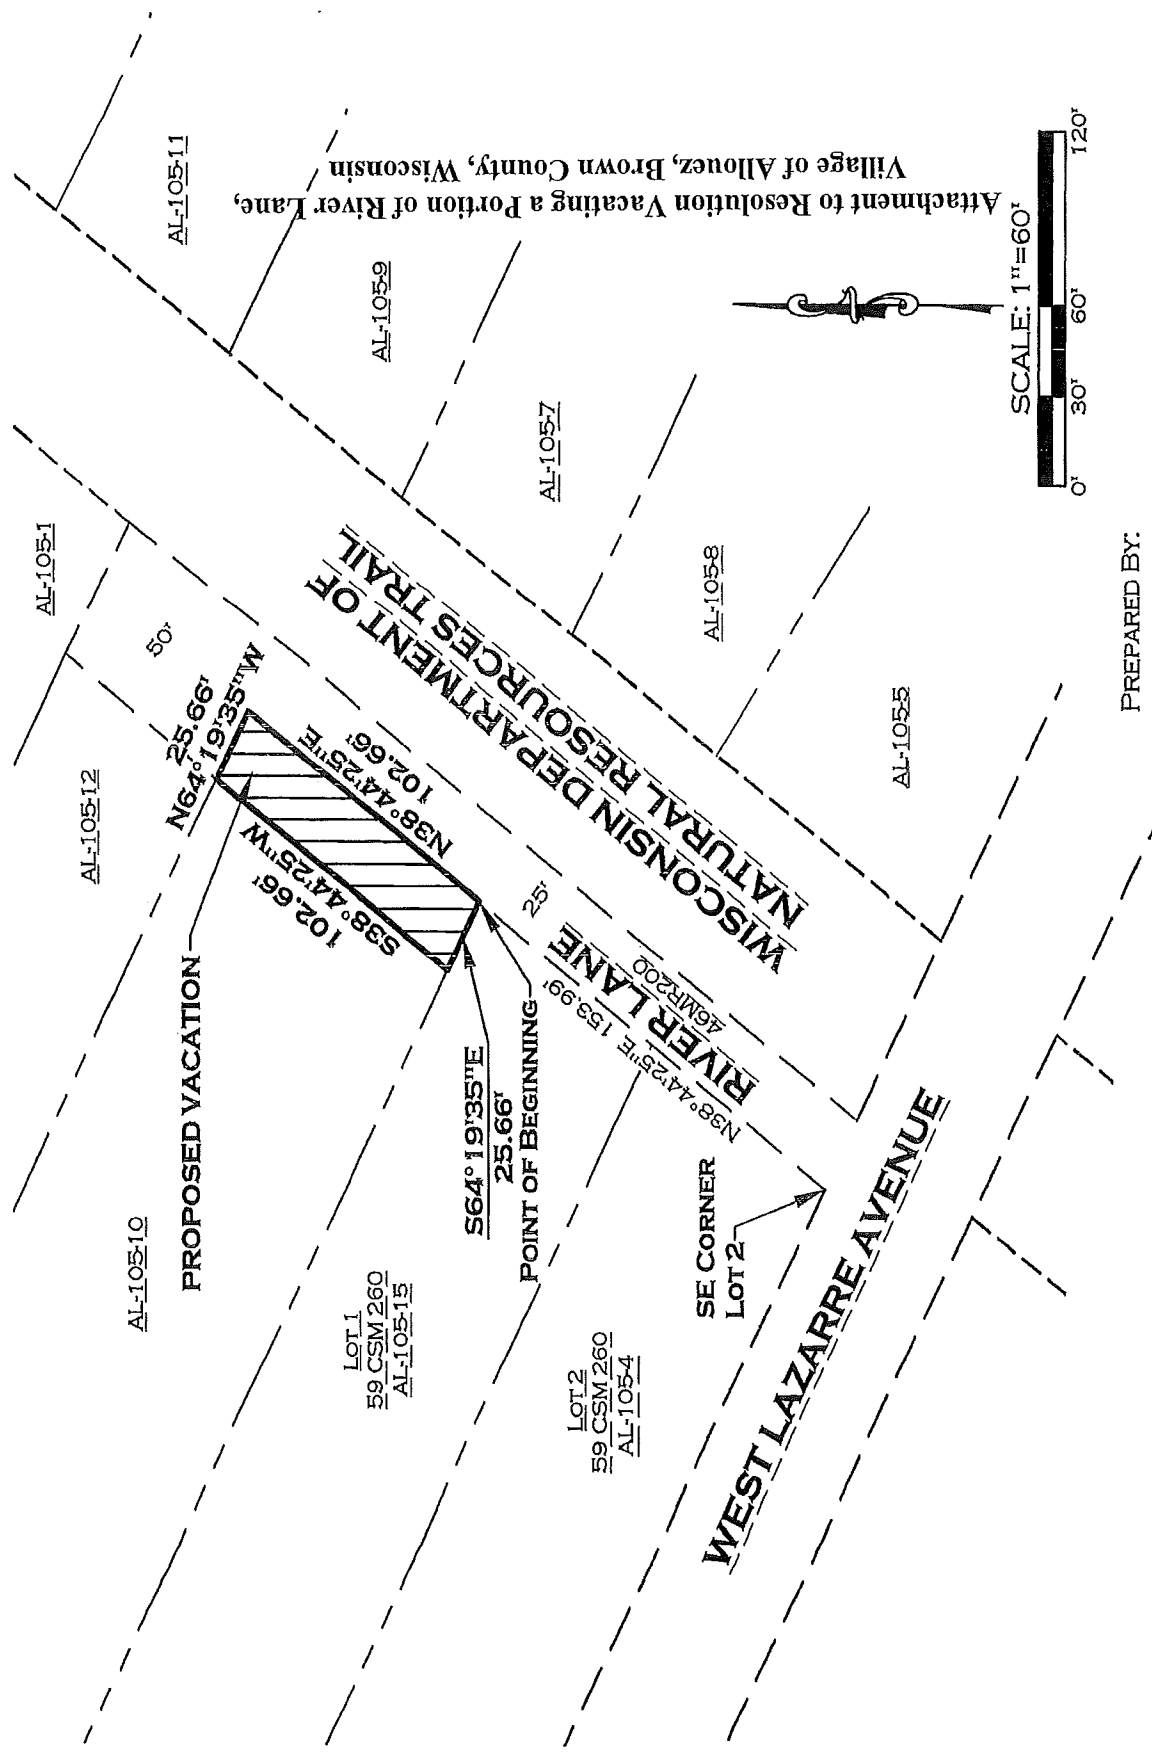 Attachment to Resolution Vacating a Portion of River Lane,
Village of Allouez, Brown County, Wisconsin
AL-105-1
AL-105-11
AL-105-12
50'
AL-105-9
25.66'
N64°19'35"W
PROPOSED VACATION
AL-105-10
S38°44'25"W
102.66'
N38°44'25"E
102.66'
WISCONSIN DEPARTMENT OF
NATURAL RESOURCES TRAIL
AL-105-7
LOT 1
59 CSM 260
AL-105-15
S64°19'35"E
25.66'
POINT OF BEGINNING
25'
RIVER LANE
46MR200
N38°44'25"E 153.99'
AL-105-8
LOT 2
59 CSM 260
AL-105-4
SE CORNER
LOT 2
AL-105-5
WEST LAZARRE AVENUE
SCALE: 1"=60'
0' 30' 60' 120'
PREPARED BY: